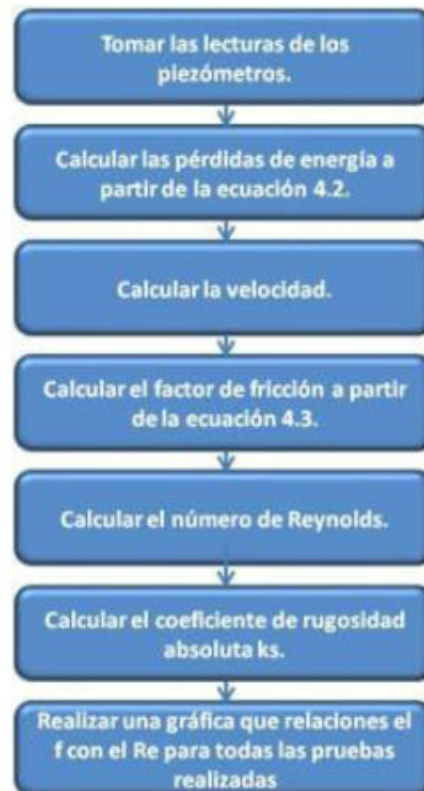 Tomar las lecturas de los
piezómetros.
Calcular las pérdidas de energía a
partir de la ecuación 4.2.
Calcular la velocidad.
Calcular el factor de fricción a partir
de la ecuación 4.3.
Calcular el número de Reynolds.
Calcular el coeficiente de rugosidad
absoluta ks.
Realizar una gráfica que relaciones el
f con el Re para todas las pruebas
realizadas